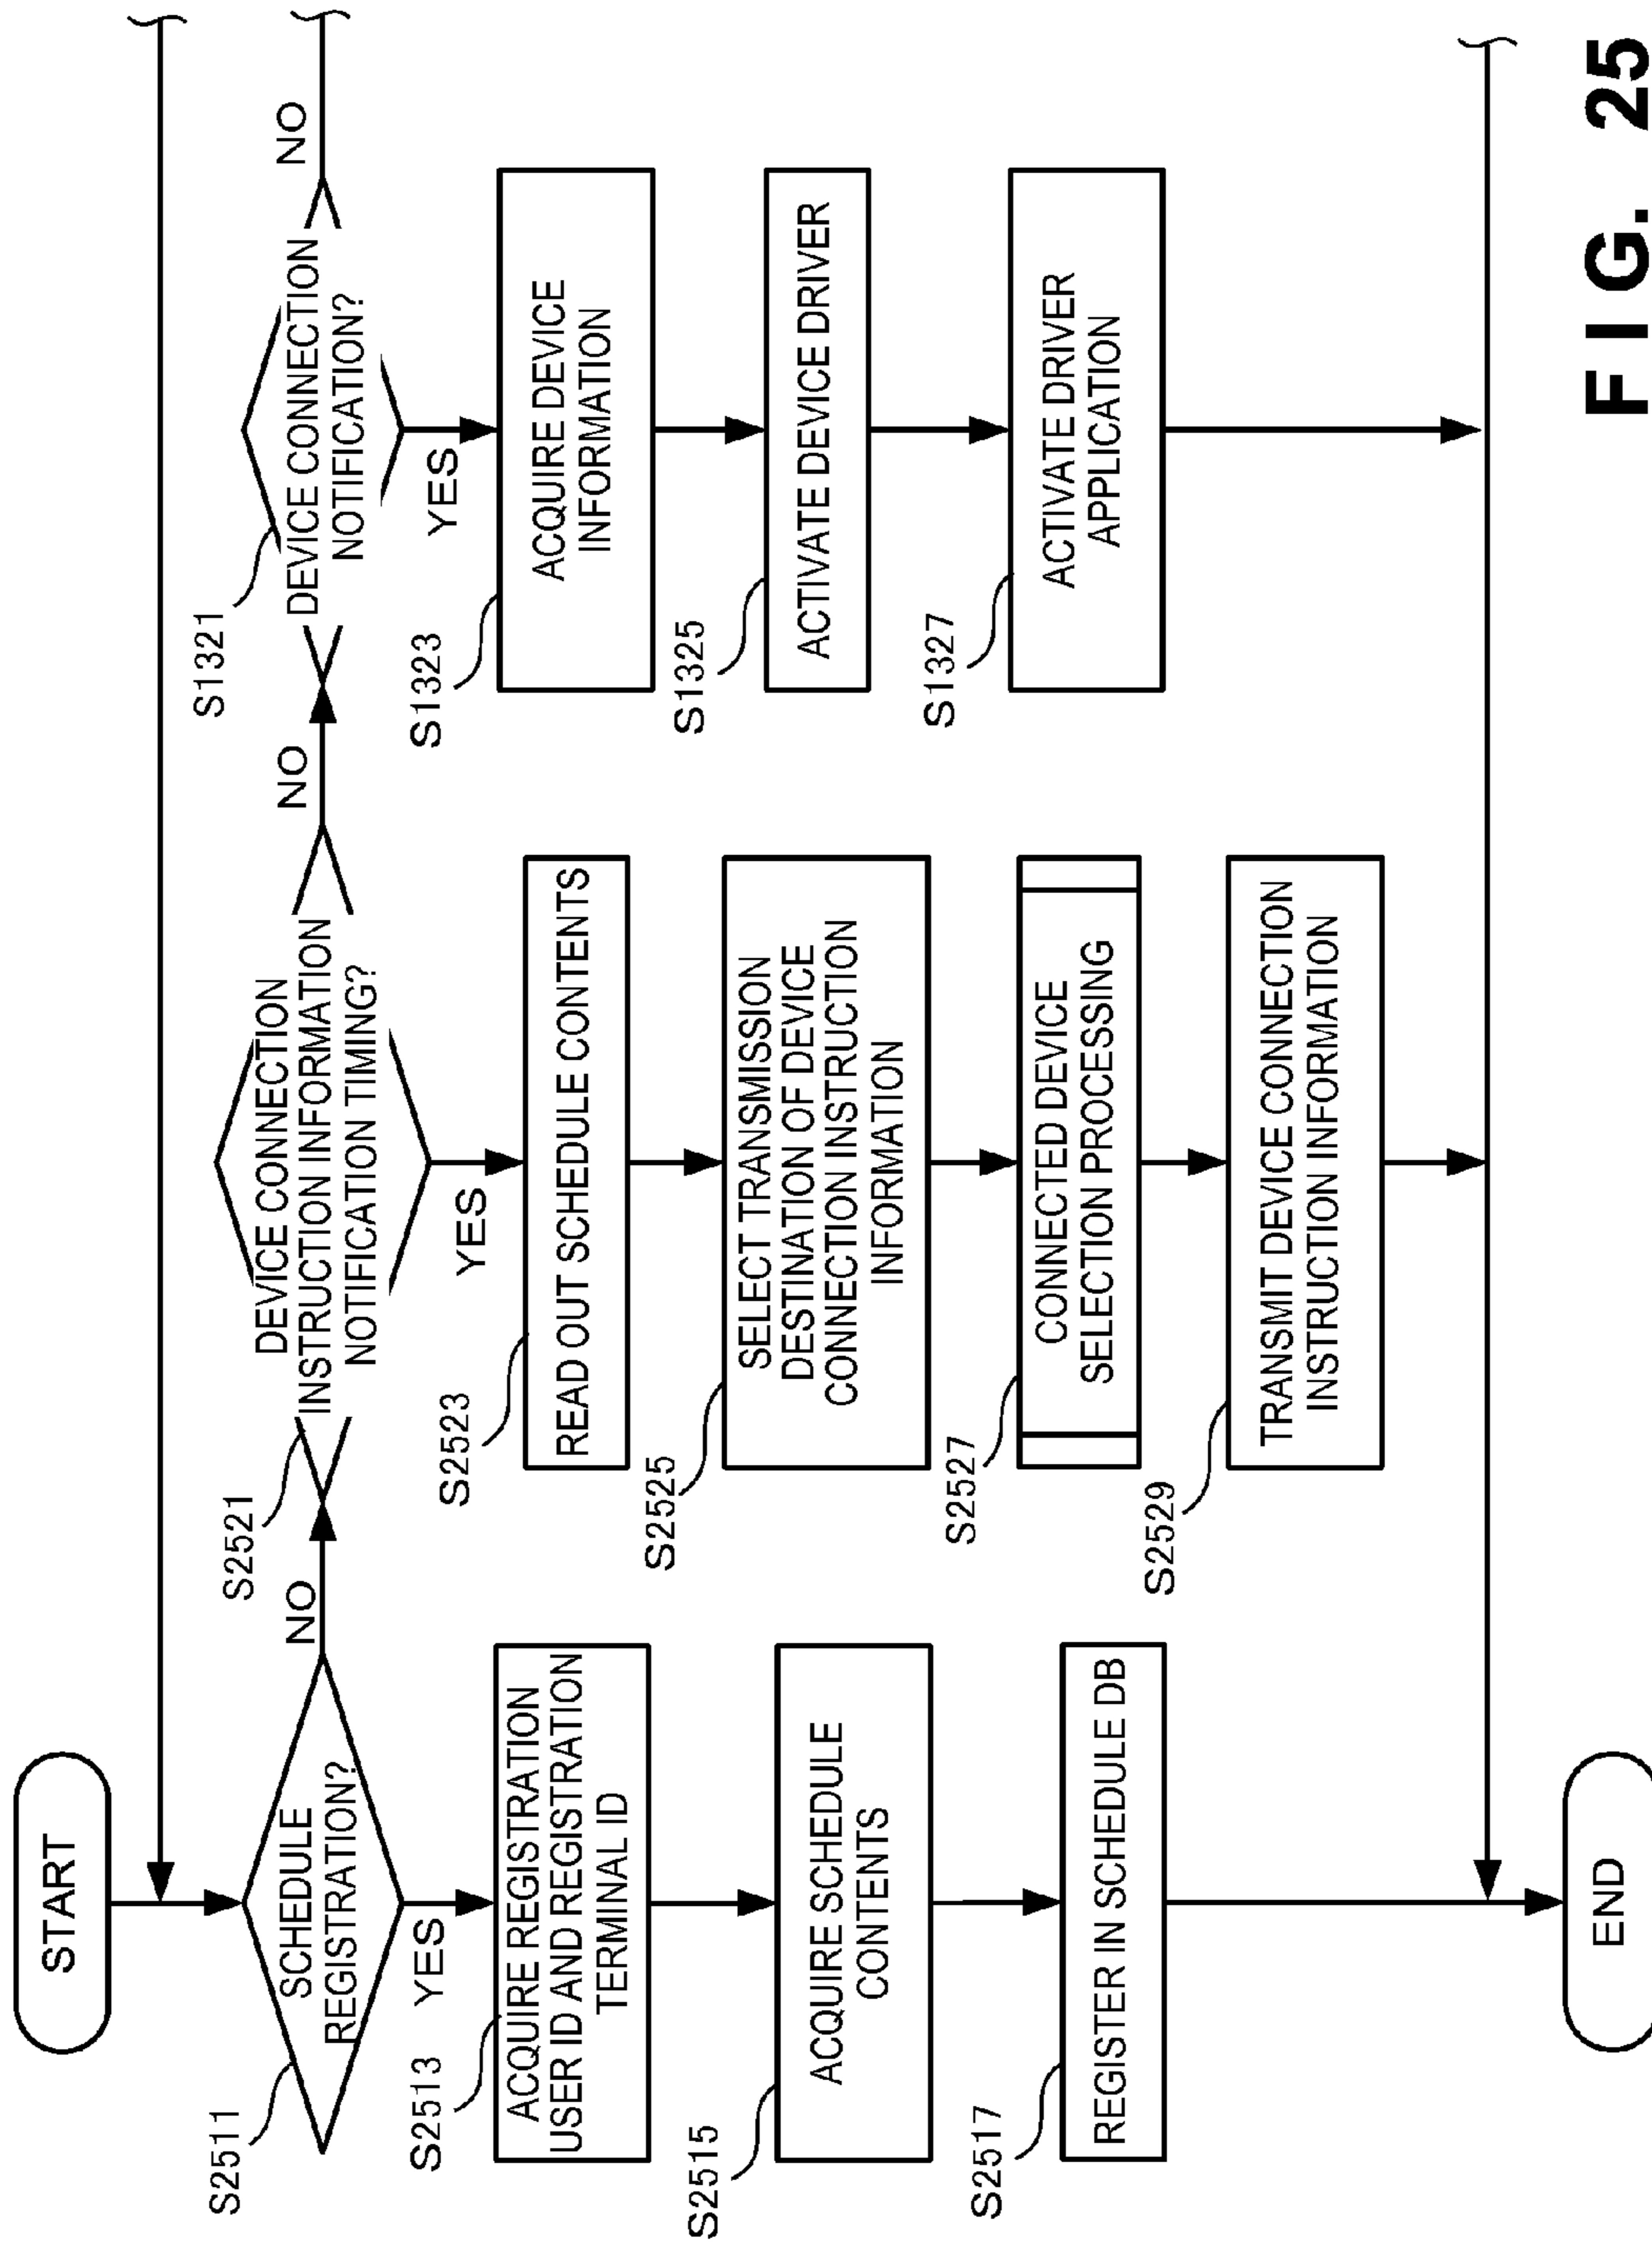 START
S2511
SCHEDULE
REGISTRATION?
NO
YES
S2513
ACQUIRE REGISTRATION
USER ID AND REGISTRATION
TERMINAL ID
S2515
ACQUIRE SCHEDULE
CONTENTS
S2517
REGISTER IN SCHEDULE DB
END
S2521
DEVICE CONNECTION
INSTRUCTION INFORMATION
NOTIFICATION TIMING?
NO
YES
S2523
READ OUT SCHEDULE CONTENTS
S2525
SELECT TRANSMISSION
DESTINATION OF DEVICE
CONNECTION INSTRUCTION
INFORMATION
S2527
CONNECTED DEVICE
SELECTION PROCESSING
S2529
TRANSMIT DEVICE CONNECTION
INSTRUCTION INFORMATION
S1321
DEVICE CONNECTION
NOTIFICATION?
NO
YES
S1323
ACQUIRE DEVICE
INFORMATION
S1325
ACTIVATE DEVICE DRIVER
S1327
ACTIVATE DRIVER
APPLICATION
FIG. 25